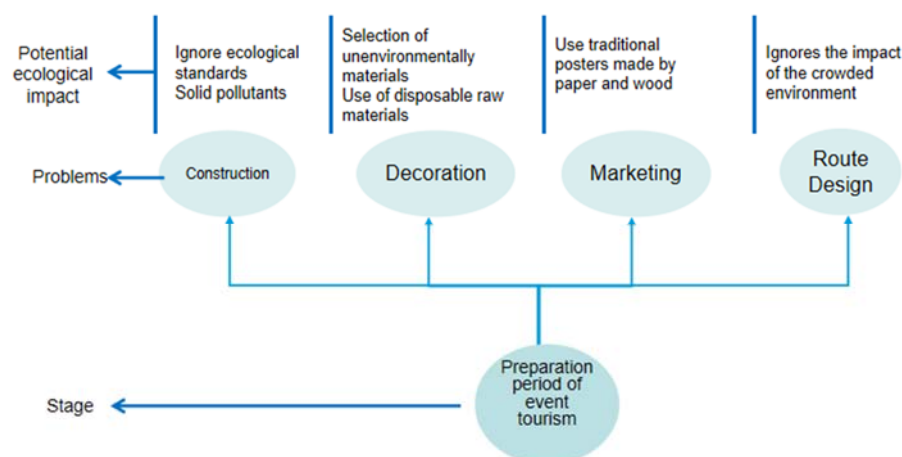 Potential
ecological
impact
Ignore ecological
standards
Solid pollutants
Selection of
unenvironmentally
materials
Use of disposable raw
materials
Use traditional
posters made by
paper and wood
Ignores the impact
of the crowded
environment
Problems
Construction
Decoration
Marketing
Route
Design
Stage
Preparation
period of
event
tourism